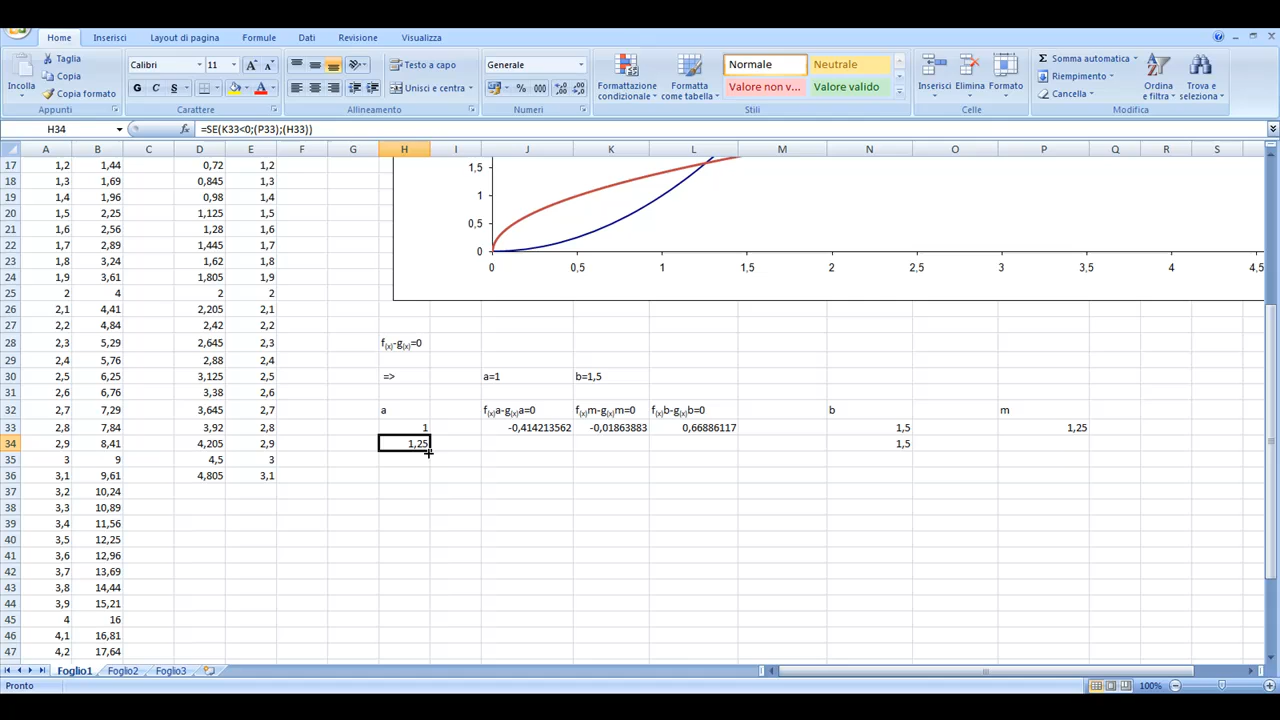 Home Inserisci Layout di pagina Formule Dati Revisione Visualizza
Incolla Taglia Copia Copia formato Appunti
Calibri 11 A A G C S A Carattere
Testo a capo Unisci e centra Allineamento
Generale % 000 Numeri
Formattazione condizionale Formatta come tabella
Normale Neutrale Valore non v... Valore valido Stili
Inserisci Elimina Formato Celle
Σ Somma automatica Riempimento Cancella Ordina e filtra Trova e seleziona Modifica
H34 fx =SE(K33<0;(P33);(H33))
A B C D E F G H I J K L M N O P Q R S
17 1,2 1,44 0,72 1,2 1,5
18 1,3 1,69 0,845 1,3 1
19 1,4 1,96 0,98 1,4
20 1,5 2,25 1,125 1,5 0,5
21 1,6 2,56 1,28 1,6
22 1,7 2,89 1,445 1,7 0
23 1,8 3,24 1,62 1,8 0 0,5 1 1,5 2 2,5 3 3,5 4 4,5
24 1,9 3,61 1,805 1,9
25 2 4 2 2
26 2,1 4,41 2,205 2,1
27 2,2 4,84 2,42 2,2
28 2,3 5,29 2,645 2,3 f(x)-g(x)=0
29 2,4 5,76 2,88 2,4
30 2,5 6,25 3,125 2,5 => a=1 b=1,5
31 2,6 6,76 3,38 2,6
32 2,7 7,29 3,645 2,7 a f(x)a-g(x)a=0 f(x)m-g(x)m=0 f(x)b-g(x)b=0 b m
33 2,8 7,84 3,92 2,8 1 -0,414213562 -0,01863883 0,66886117 1,5 1,25
34 2,9 8,41 4,205 2,9 1,25 1,5
35 3 9 4,5 3
36 3,1 9,61 4,805 3,1
37 3,2 10,24
38 3,3 10,89
39 3,4 11,56
40 3,5 12,25
41 3,6 12,96
42 3,7 13,69
43 3,8 14,44
44 3,9 15,21
45 4 16
46 4,1 16,81
47 4,2 17,64
Foglio1 Foglio2 Foglio3
Pronto 100%